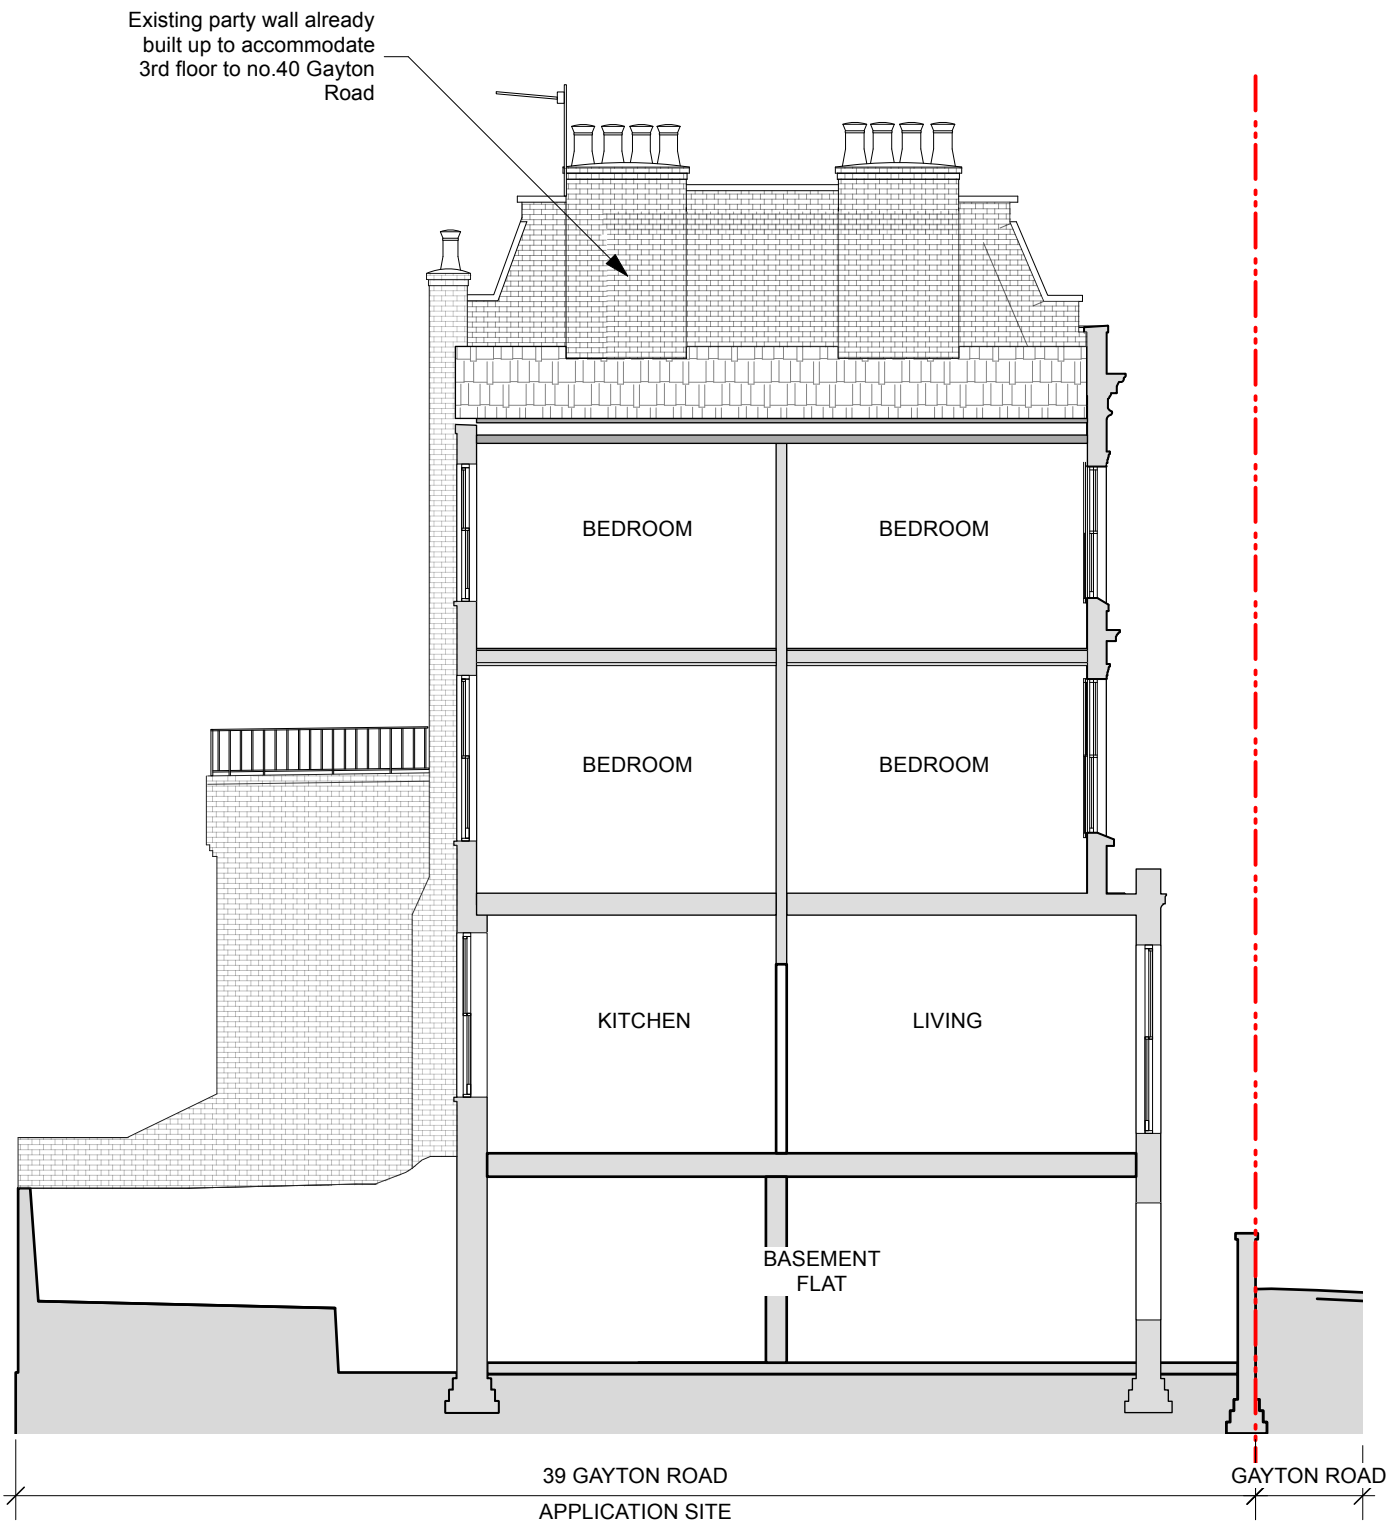 Existing party wall already
built up to accommodate
3rd floor to no.40 Gayton
Road
BEDROOM
BEDROOM
BEDROOM
BEDROOM
KITCHEN
LIVING
BASEMENT
FLAT
39 GAYTON ROAD
GAYTON ROAD
APPLICATION SITE